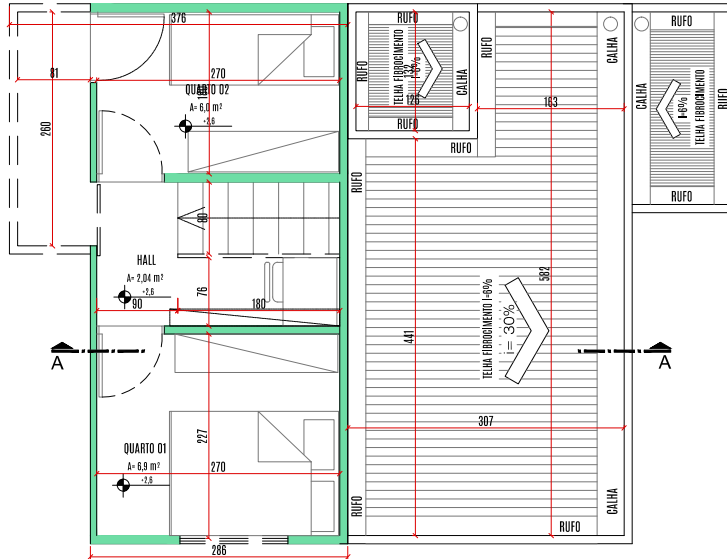 376
RUFO
RUFO
RUFO
81
270
QUARTO 02
A= 6,0 m²
+2,6
260
RUFO
TELHA FIBROCIMENTO
I=6%
132
CALHA
126
RUFO
RUFO
RUFO
163
CALHA
CALHA
I=6%
TELHA FIBROCIMENTO
RUFO
RUFO
80
HALL
A= 2,04 m²
+2,6
76
90
180
582
441
TELHA FIBROCIMENTO I=6%
i= 30%
A
A
307
227
QUARTO 01
A= 6,9 m²
+2,6
270
RUFO
RUFO
CALHA
286